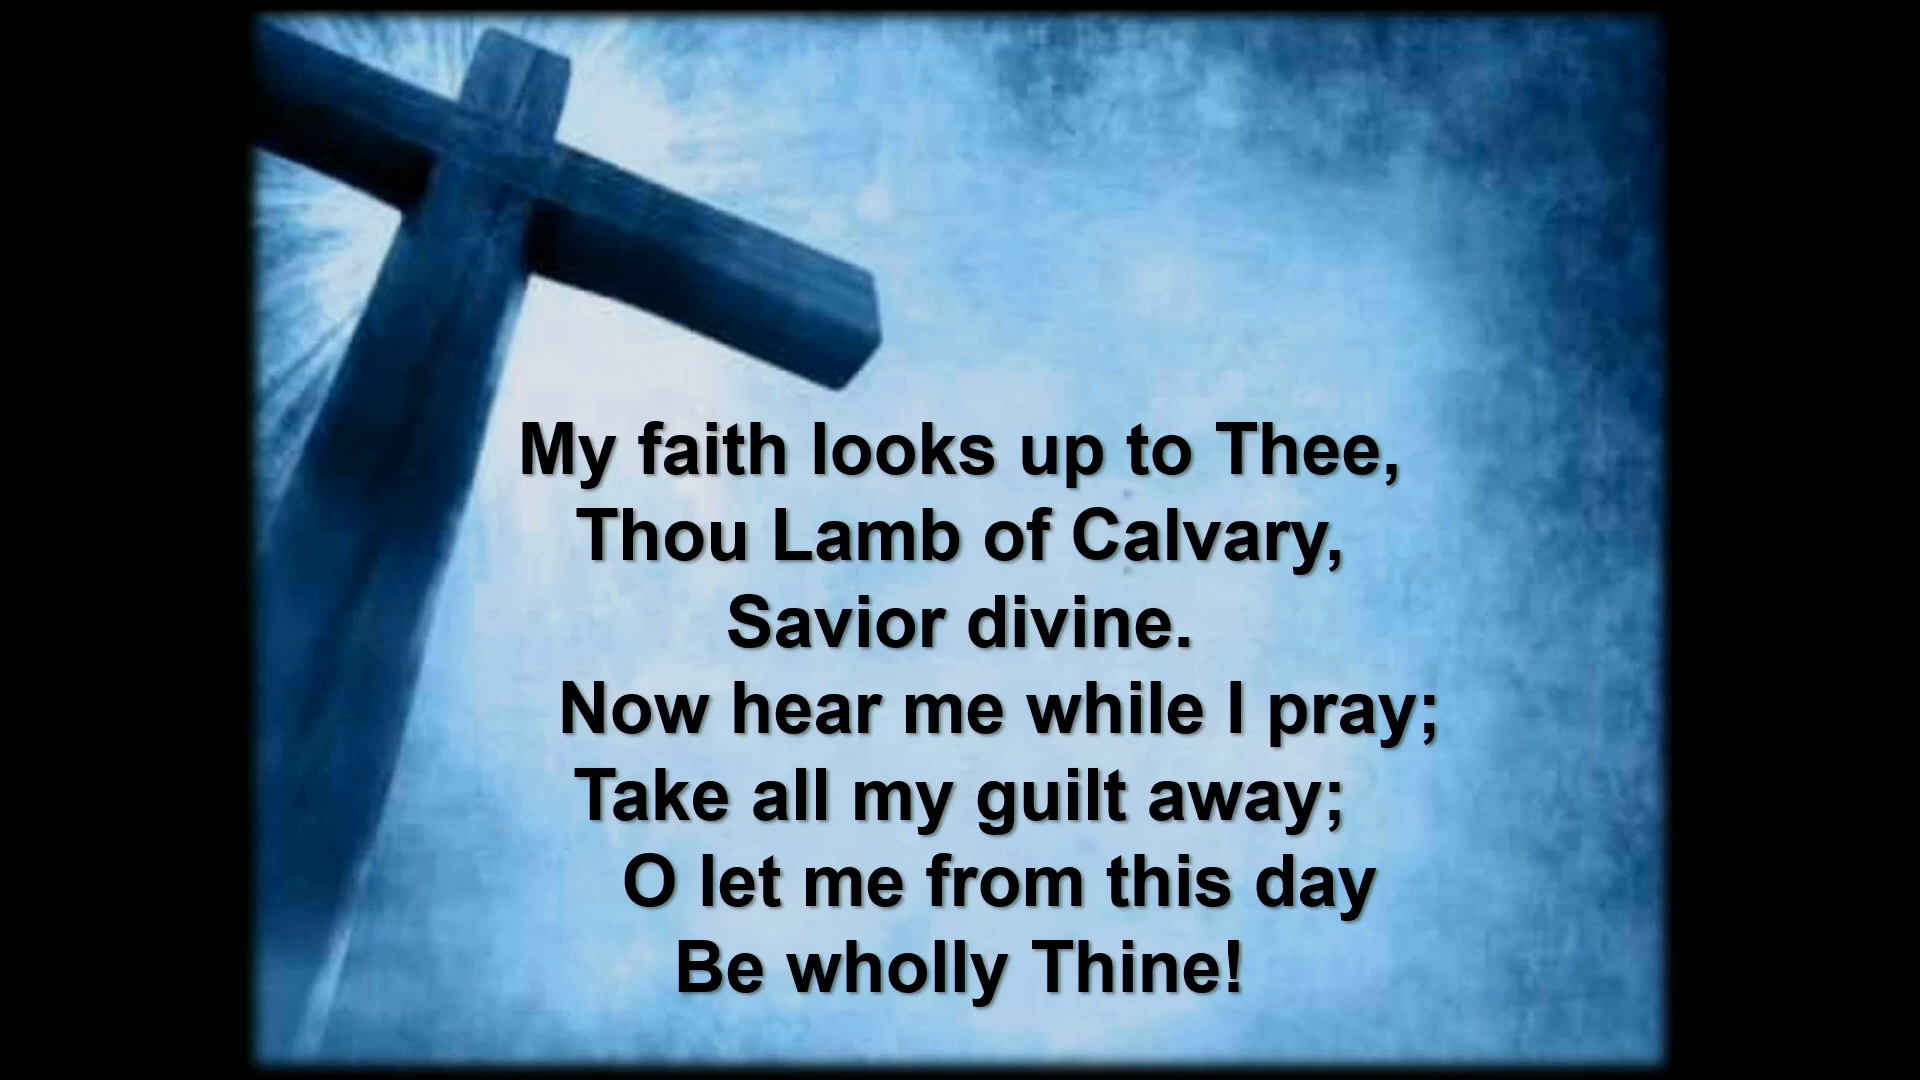 My faith looks up to Thee,
Thou Lamb of Calvary,
Savior divine.
Now hear me while I pray;
Take all my guilt away;
O let me from this day
Be wholly Thine!